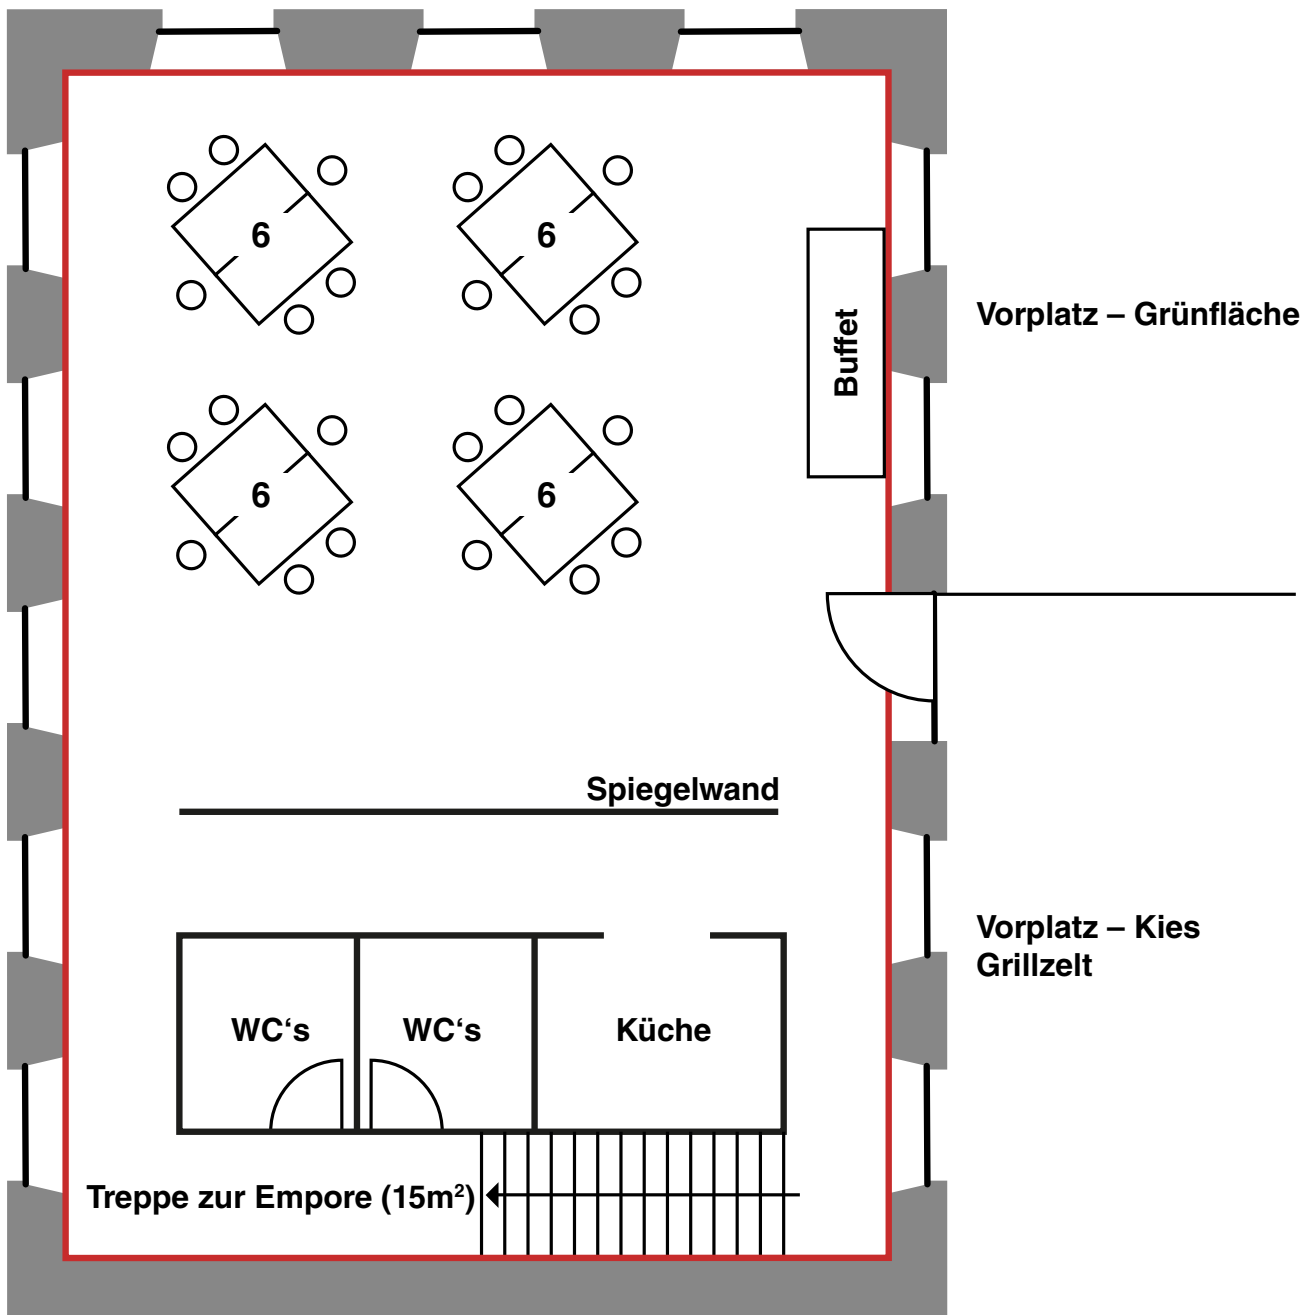 6
6
Buffet
Vorplatz – Grünfläche
6
6
Spiegelwand
Vorplatz – Kies
Grillzelt
WC‘s
WC‘s
Küche
Treppe zur Empore (15m²)